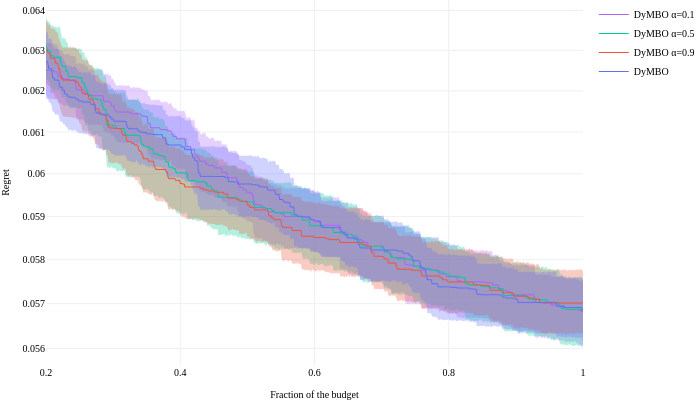 0.064
0.063
0.062
0.061
0.06
0.059
0.058
0.057
0.056
Regret
0.2
0.4
0.6
0.8
1
Fraction of the budget
DyMBO α=0.1
DyMBO α=0.5
DyMBO α=0.9
DyMBO